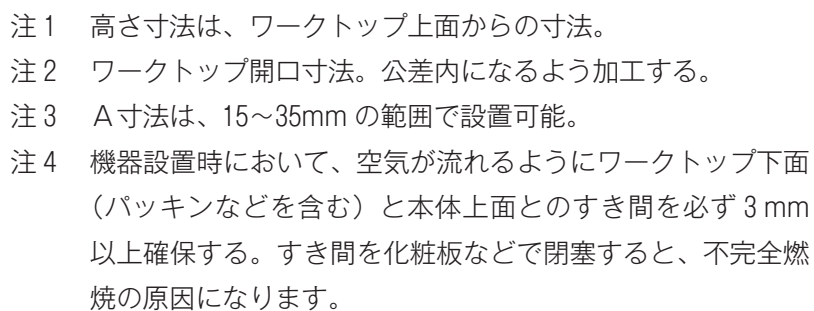 注1　高さ寸法は、ワークトップ上面からの寸法。
注2　ワークトップ開口寸法。公差内になるよう加工する。
注3　A寸法は、15～35mm の範囲で設置可能。
注4　機器設置時において、空気が流れるようにワークトップ下面
（パッキンなどを含む）と本体上面とのすき間を必ず 3 mm
以上確保する。すき間を化粧板などで閉塞すると、不完全燃
焼の原因になります。